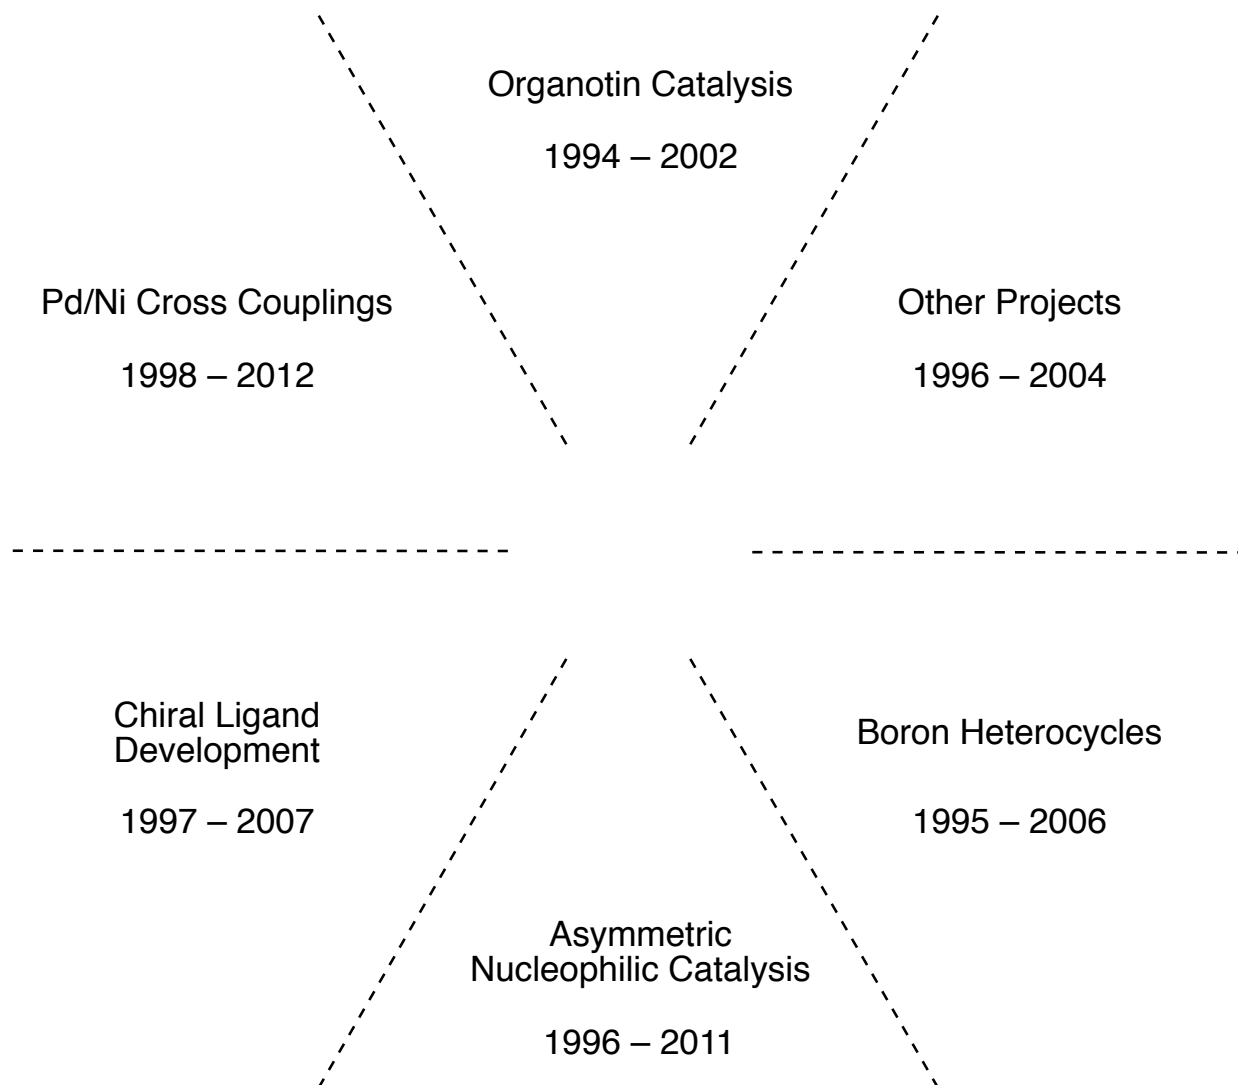 Organotin Catalysis
1994 – 2002
Pd/Ni Cross Couplings
1998 – 2012
Other Projects
1996 – 2004
Chiral Ligand
Development
1997 – 2007
Boron Heterocycles
1995 – 2006
Asymmetric
Nucleophilic Catalysis
1996 – 2011